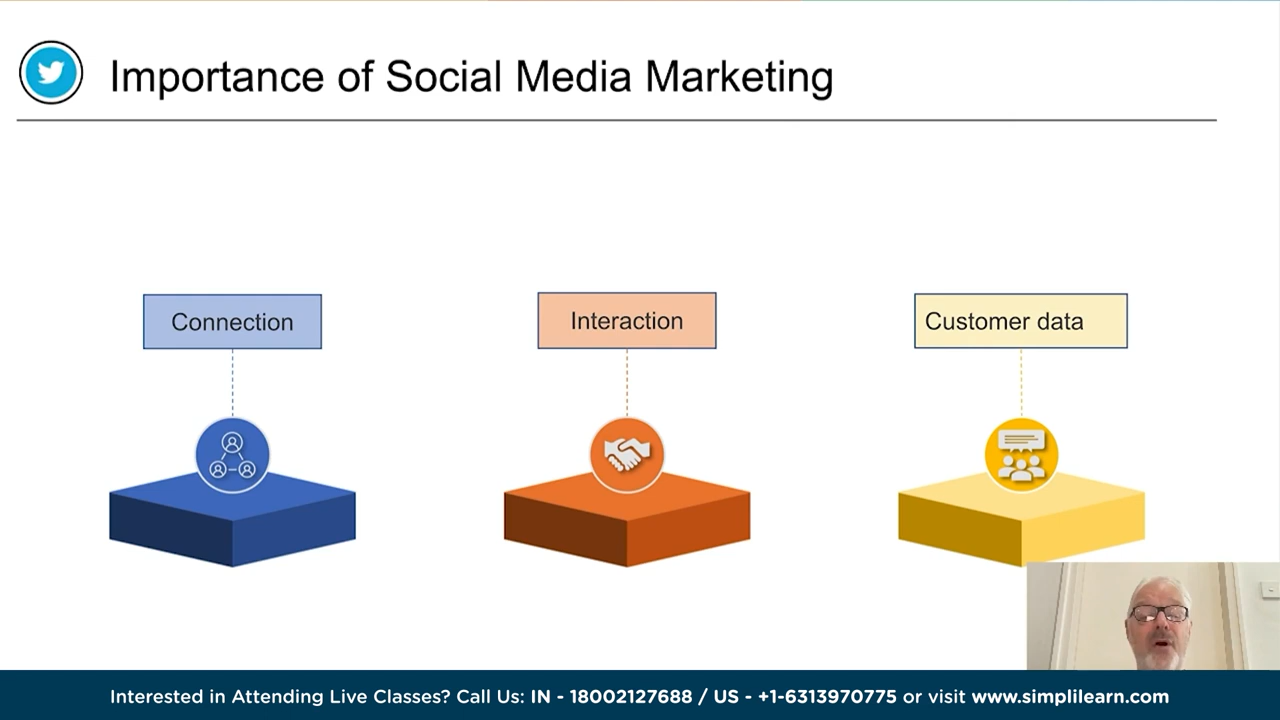 Importance of Social Media Marketing
Connection
Interaction
Customer data
Interested in Attending Live Classes? Call Us: IN - 18002127688 / US - +1-6313970775 or visit www.simplilearn.com